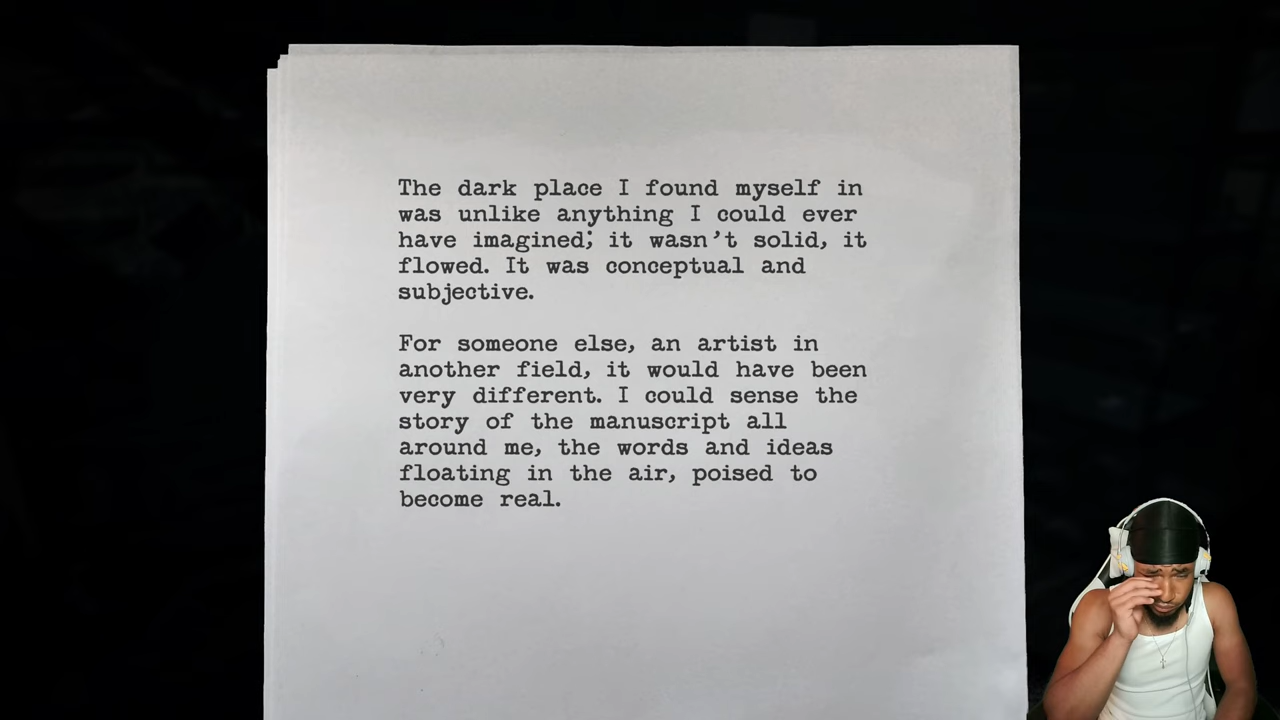 The dark place I found myself in
was unlike anything I could ever
have imagined; it wasn’t solid, it
flowed. It was conceptual and
subjective.
For someone else, an artist in
another field, it would have been
very different. I could sense the
story of the manuscript all
around me, the words and ideas
floating in the air, poised to
become real.